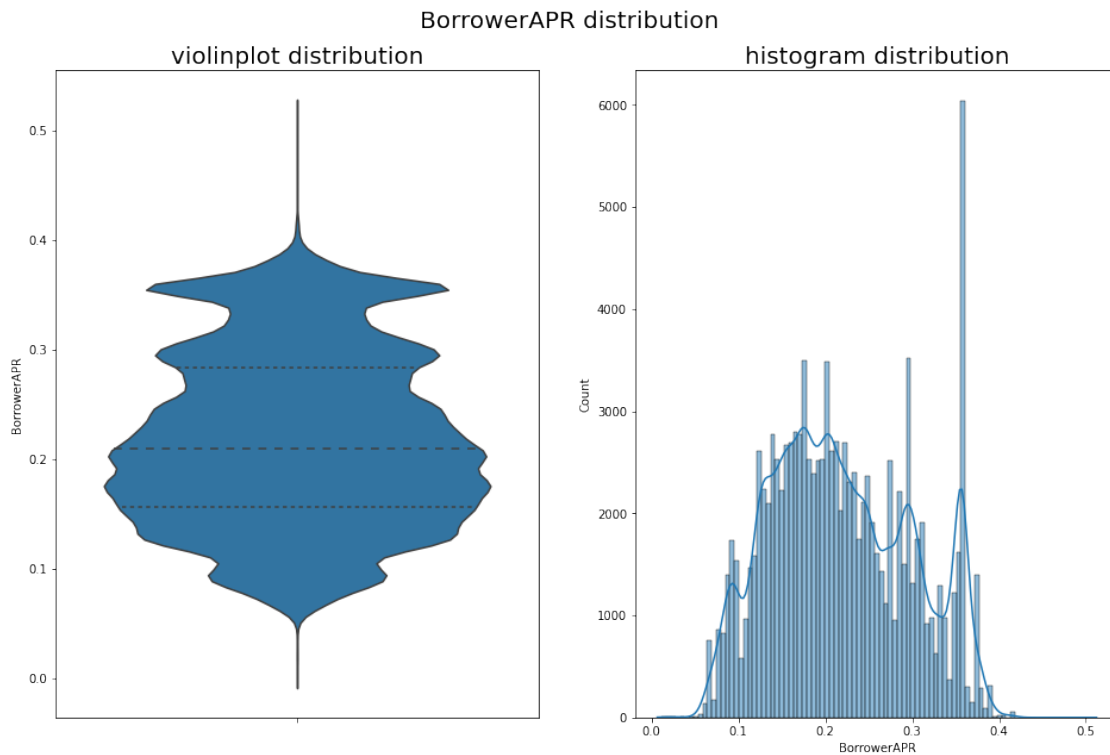 BorrowerAPR distribution
violinplot distribution
0.5
0.4
0.3
0.2
0.1
0.0
BorrowerAPR
histogram distribution
6000
5000
4000
3000
2000
1000
0
Count
0.0 0.1 0.2 0.3 0.4 0.5
BorrowerAPR